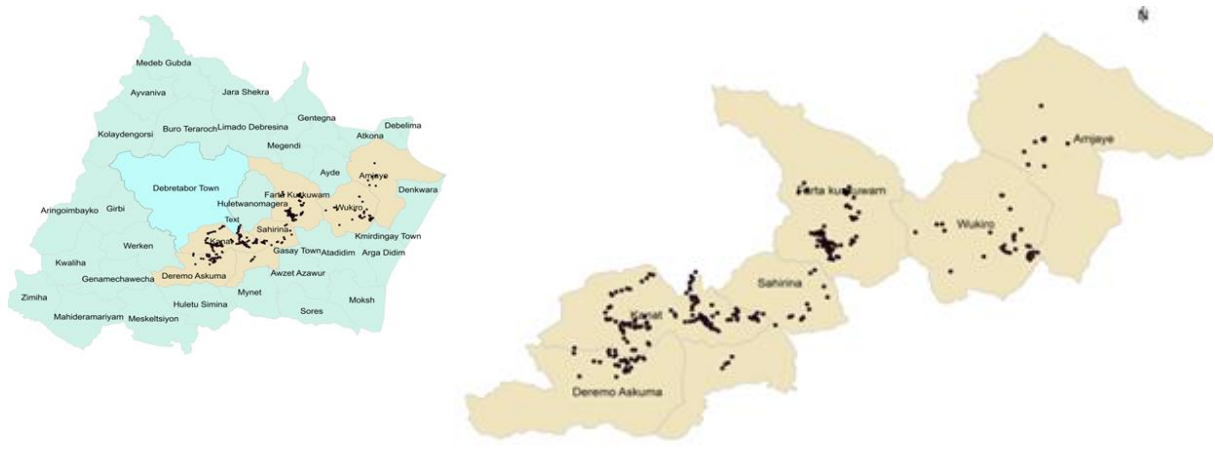 Medeb Gubda
Ayvaniva
Jara Shekra
Gentegna
Kolaydengorsi
Buro Teraroch
Limado Debresina
Debelima
Atkona
Megendi
Ayde
Amjaye
Debretabor Town
Denkwara
Farta Kuskuwam
Huletwanomagera
Aringoimbayko
Girbi
Wukiro
Text
Sahirina
Kmirdingay Town
Kanat
Werken
Gasay Town
Atadidim
Arga Didim
Kwaliha
Genamechawecha
Deremo Askuma
Awzet Azawur
Zimiha
Mynet
Moksh
Huletu Simina
Sores
Mahideramariyam
Meskeltsiyon
N
Amjaye
Farta kuskuwam
Wukiro
Sahirina
Kanat
Deremo Askuma